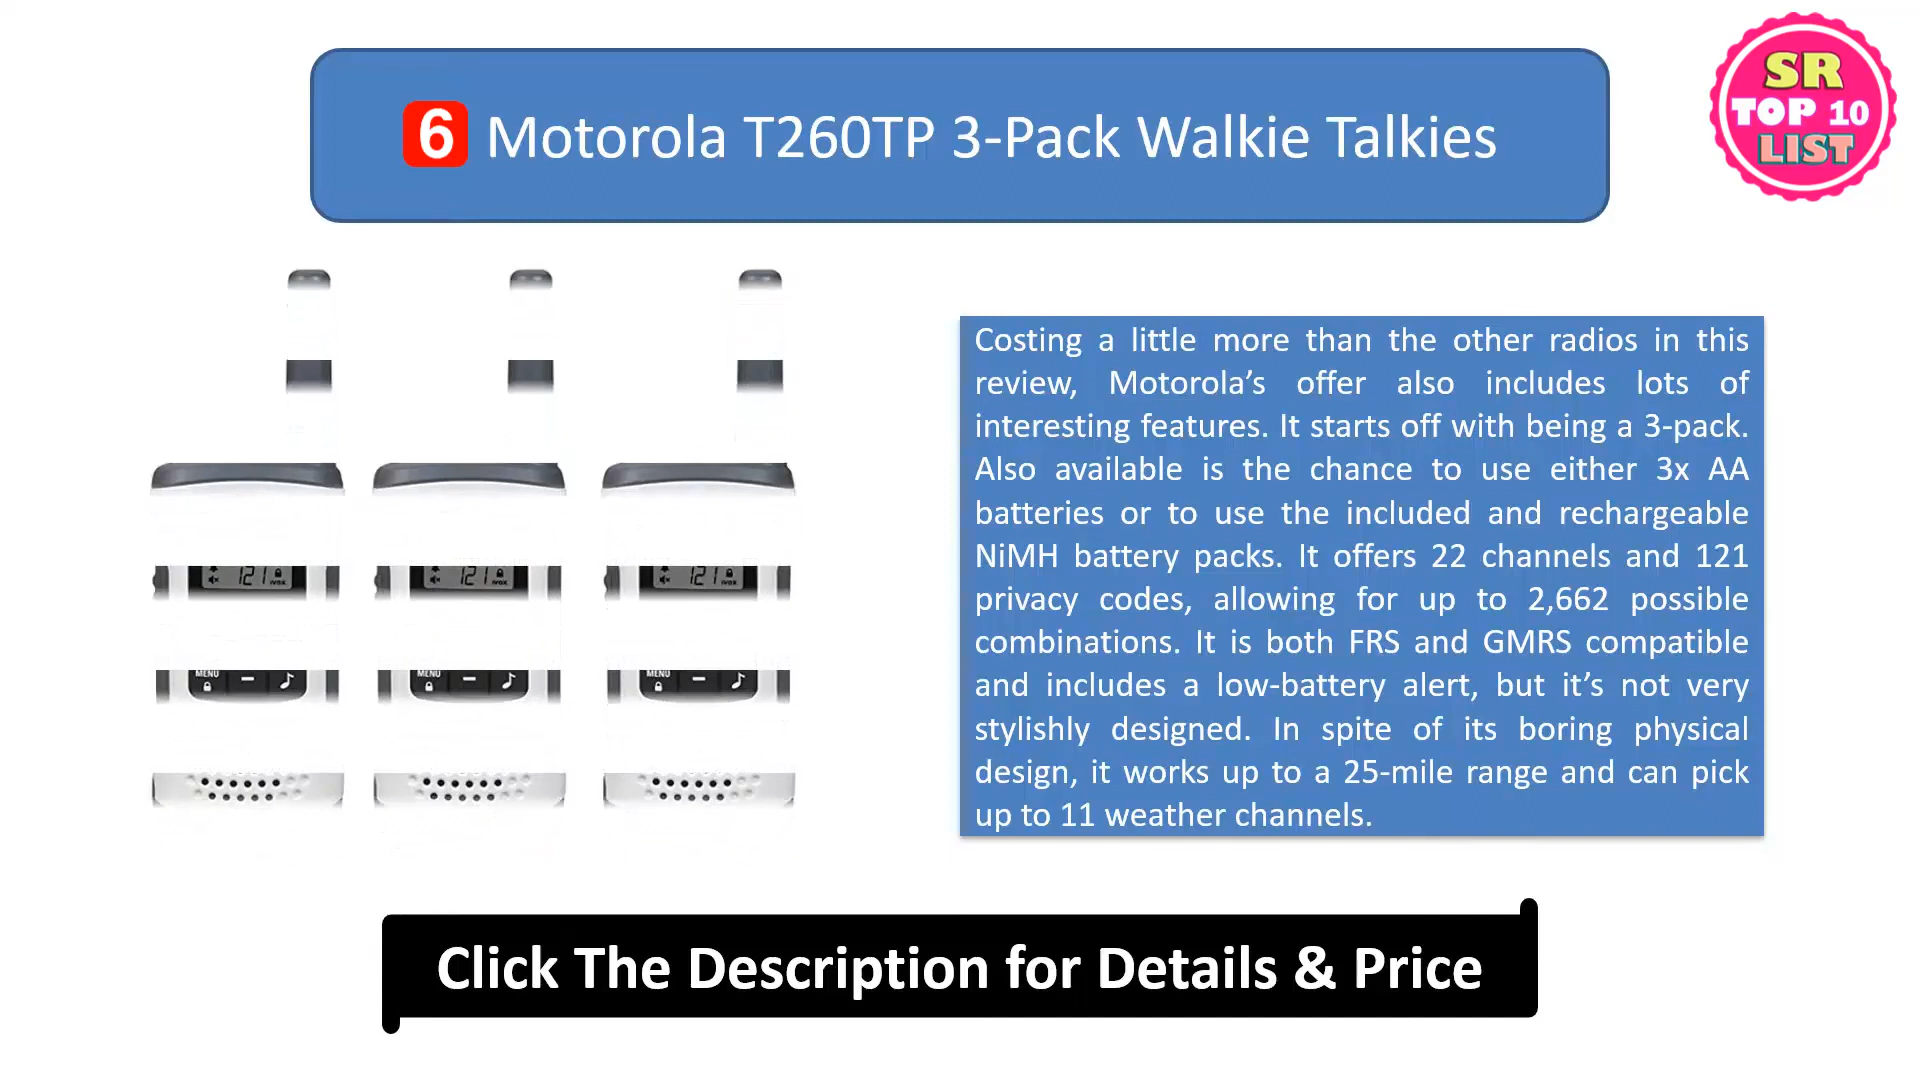 6 Motorola T260TP 3-Pack Walkie Talkies
SR
TOP 10
LIST
Costing a little more than the other radios in this
review, Motorola’s offer also includes lots of
interesting features. It starts off with being a 3-pack.
Also available is the chance to use either 3x AA
batteries or to use the included and rechargeable
NiMH battery packs. It offers 22 channels and 121
privacy codes, allowing for up to 2,662 possible
combinations. It is both FRS and GMRS compatible
and includes a low-battery alert, but it’s not very
stylishly designed. In spite of its boring physical
design, it works up to a 25-mile range and can pick
up to 11 weather channels.
121 121 121
MENU MENU MENU
Click The Description for Details & Price